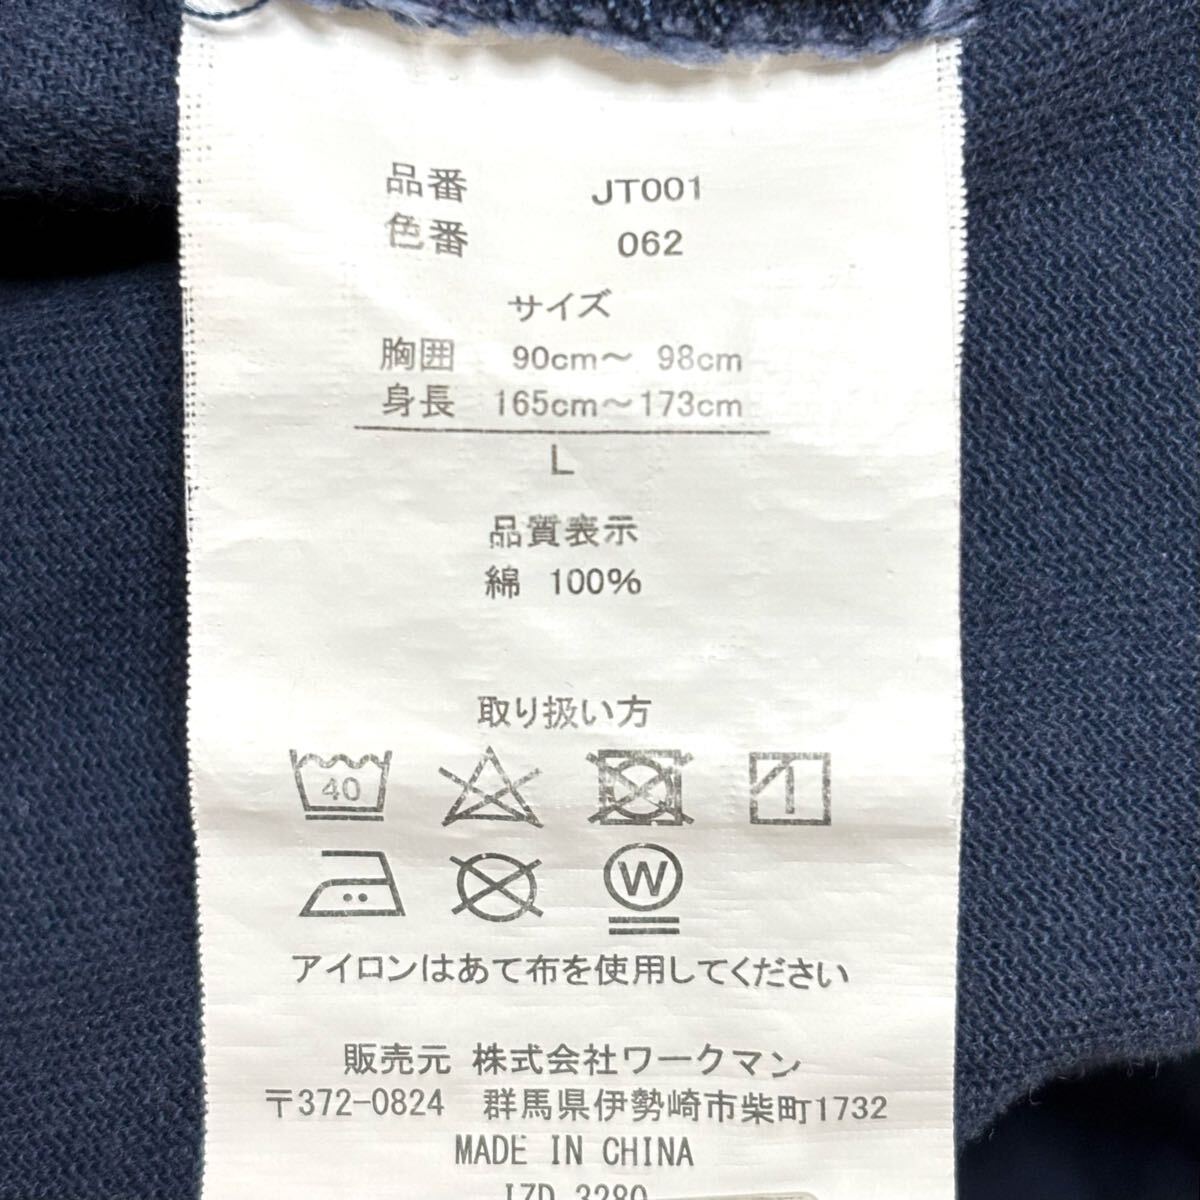 品番 JT001
色番 062
サイズ
胸囲 90cm～ 98cm
身長 165cm～173cm
L
品質表示
綿 100%
取り扱い方
40
W
アイロンはあて布を使用してください
販売元 株式会社ワークマン
〒372-0824 群馬県伊勢崎市柴町1732
MADE IN CHINA
IZD 3280